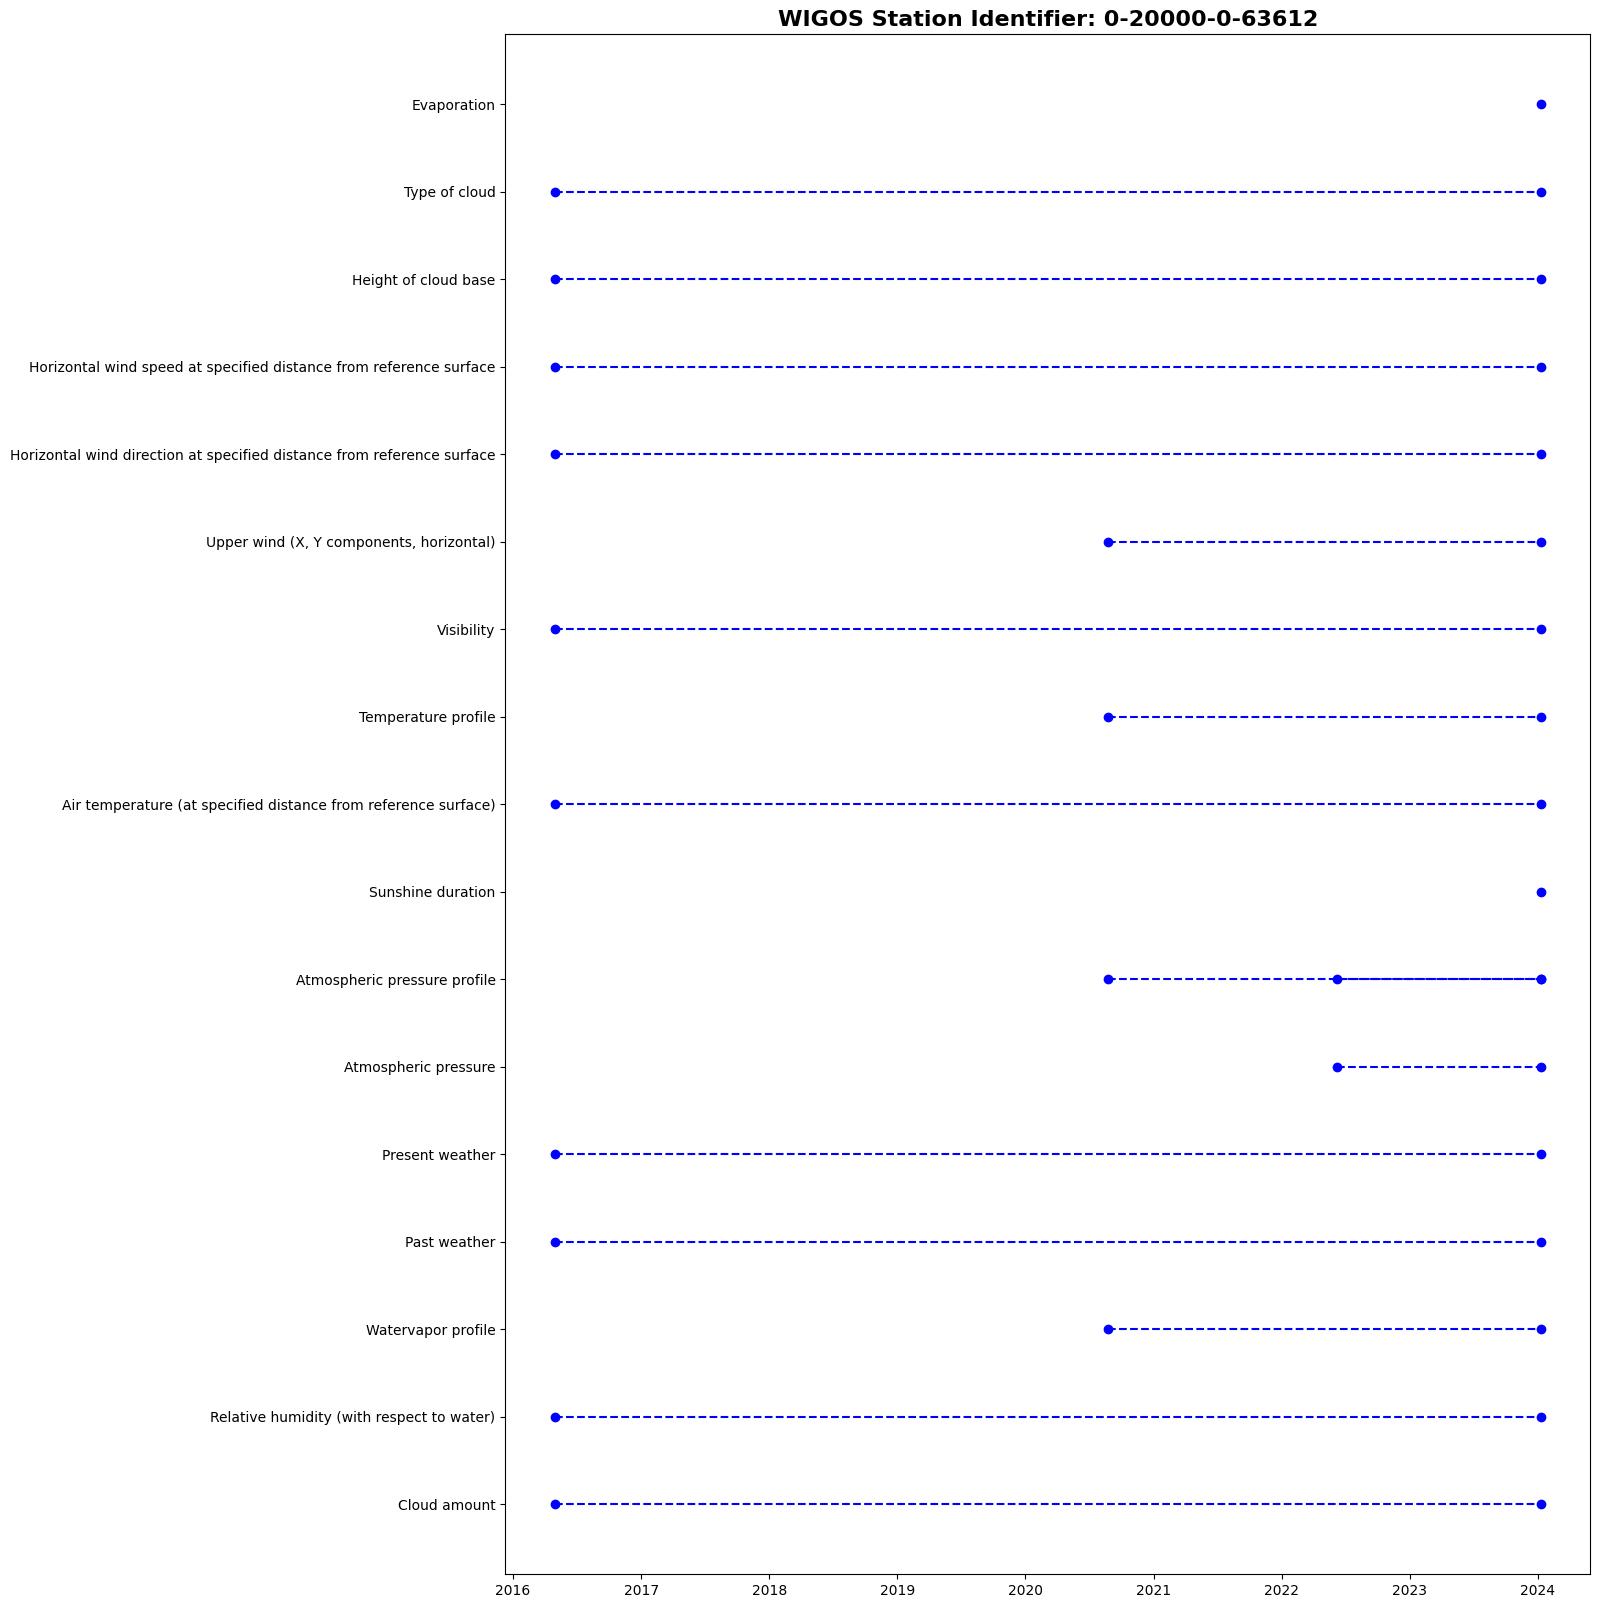 WIGOS Station Identifier: 0-20000-0-63612
Evaporation
Type of cloud
Height of cloud base
Horizontal wind speed at specified distance from reference surface
Horizontal wind direction at specified distance from reference surface
Upper wind (X, Y components, horizontal)
Visibility
Temperature profile
Air temperature (at specified distance from reference surface)
Sunshine duration
Atmospheric pressure profile
Atmospheric pressure
Present weather
Past weather
Watervapor profile
Relative humidity (with respect to water)
Cloud amount
2016 2017 2018 2019 2020 2021 2022 2023 2024